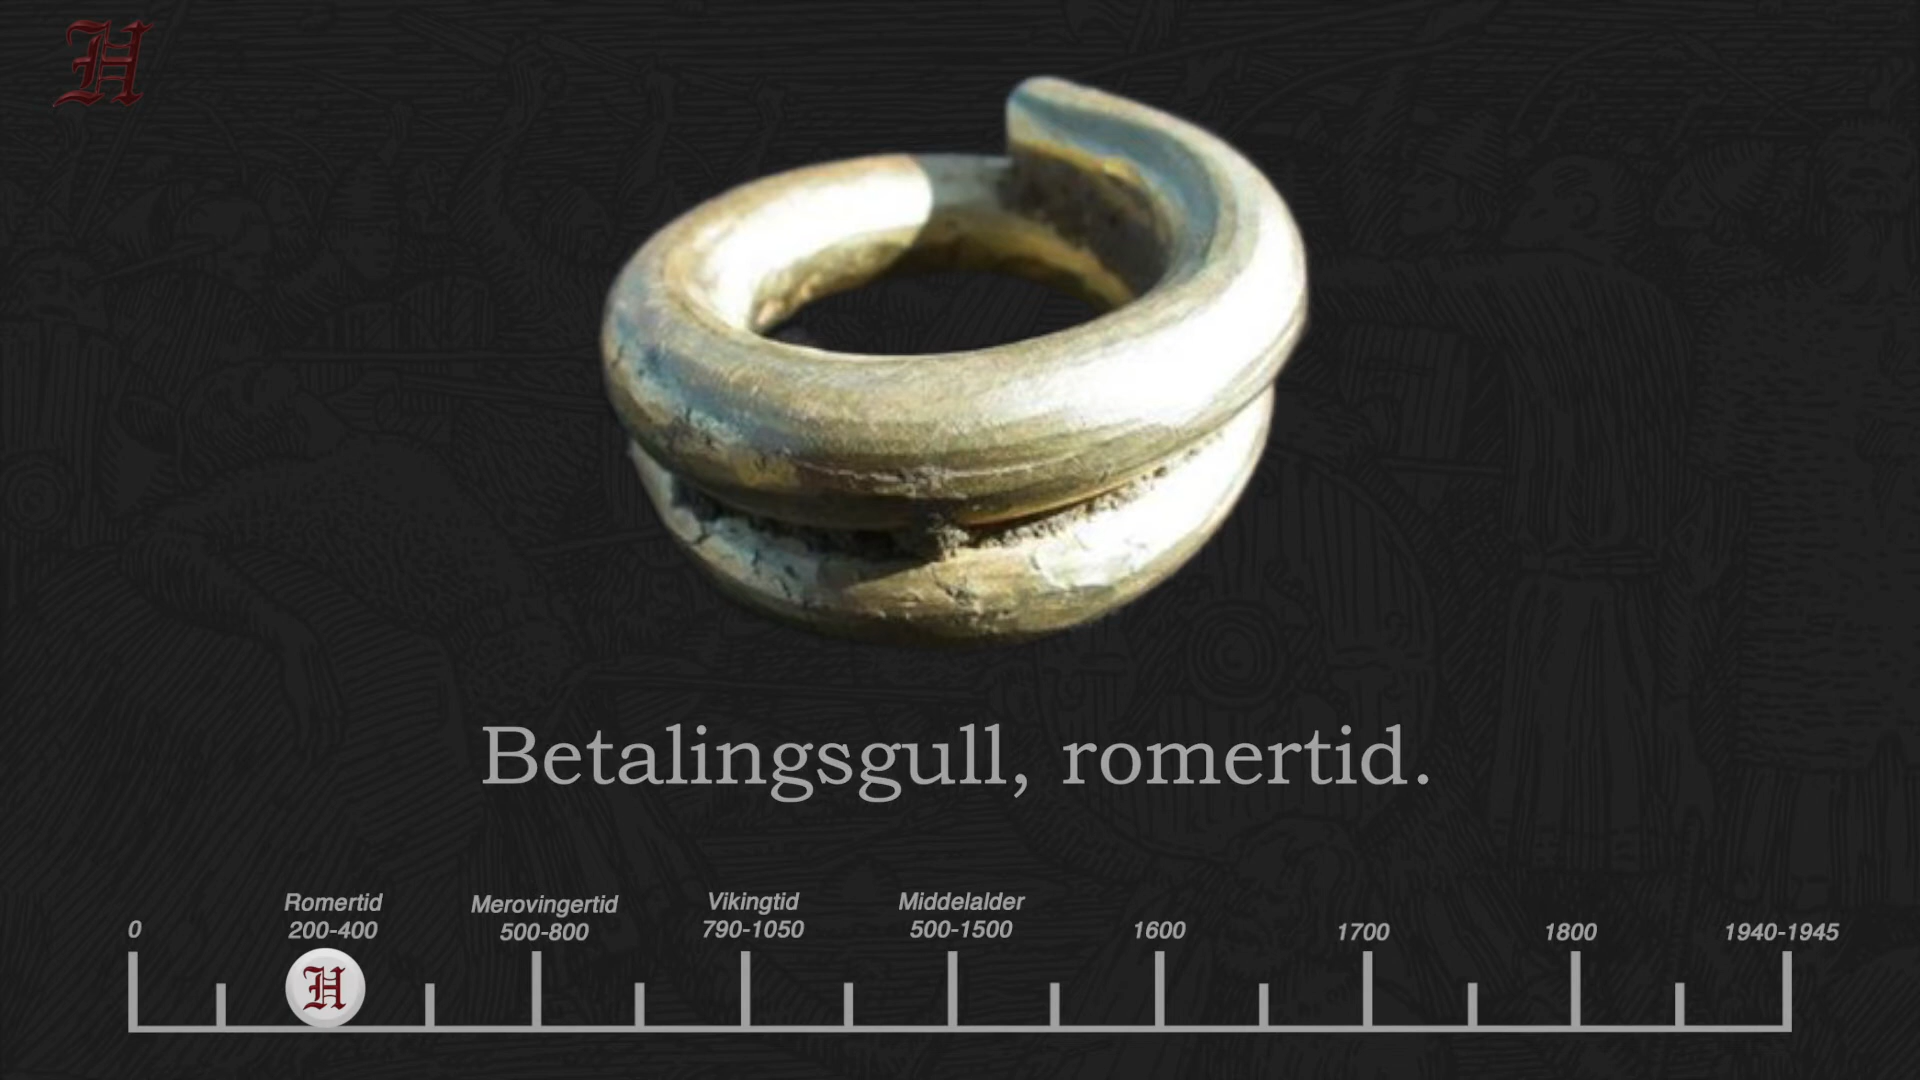 H
Betalingsgull, romertid.
0
Romertid
200-400
Merovingertid
500-800
Vikingtid
790-1050
Middelalder
500-1500
1600
1700
1800
1940-1945
H